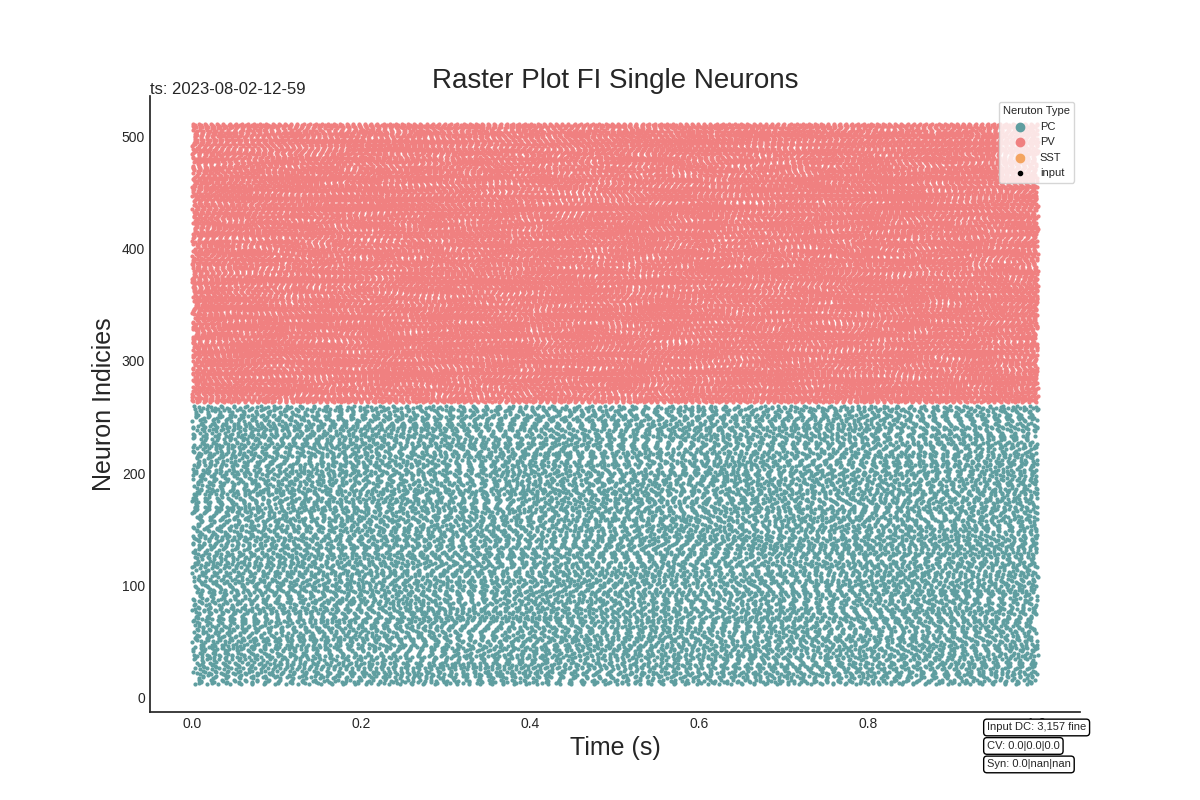 Raster Plot FI Single Neurons
ts: 2023-08-02-12-59
Neruton Type
PC
PV
SST
input
500
400
300
200
100
0
Neuron Indicies
0.0
0.2
0.4
0.6
0.8
Time (s)
Input DC: 3,157 fine
CV: 0.0|0.0|0.0
Syn: 0.0|nan|nan